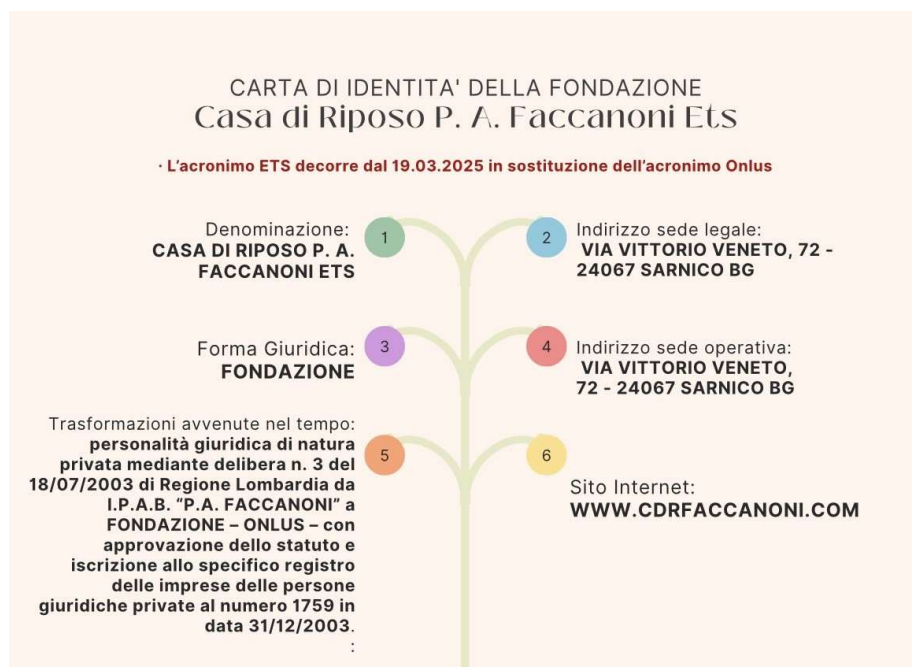 CARTA DI IDENTITA' DELLA FONDAZIONE
Casa di Riposo P. A. Faccanoni Ets
· L'acronimo ETS decorre dal 19.03.2025 in sostituzione dell'acronimo Onlus
Denominazione:
CASA DI RIPOSO P. A.
FACCANONI ETS
1
2
Indirizzo sede legale:
VIA VITTORIO VENETO, 72 -
24067 SARNICO BG
Forma Giuridica:
FONDAZIONE
3
4
Indirizzo sede operativa:
VIA VITTORIO VENETO,
72 - 24067 SARNICO BG
Trasformazioni avvenute nel tempo:
personalità giuridica di natura
privata mediante delibera n. 3 del
18/07/2003 di Regione Lombardia da
I.P.A.B. "P.A. FACCANONI" a
FONDAZIONE – ONLUS – con
approvazione dello statuto e
iscrizione allo specifico registro
delle imprese delle persone
giuridiche private al numero 1759 in
data 31/12/2003.
:
5
6
Sito Internet:
WWW.CDRFACCANONI.COM